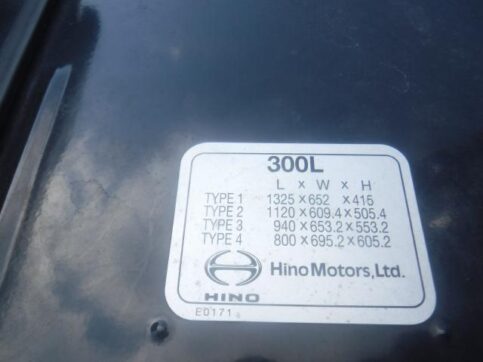 300L
L × W × H
TYPE 1 1325 × 652 × 415
TYPE 2 1120 × 609.4 × 505.4
TYPE 3 940 × 653.2 × 553.2
TYPE 4 800 × 695.2 × 605.2
Hino Motors, Ltd.
HINO
E0171